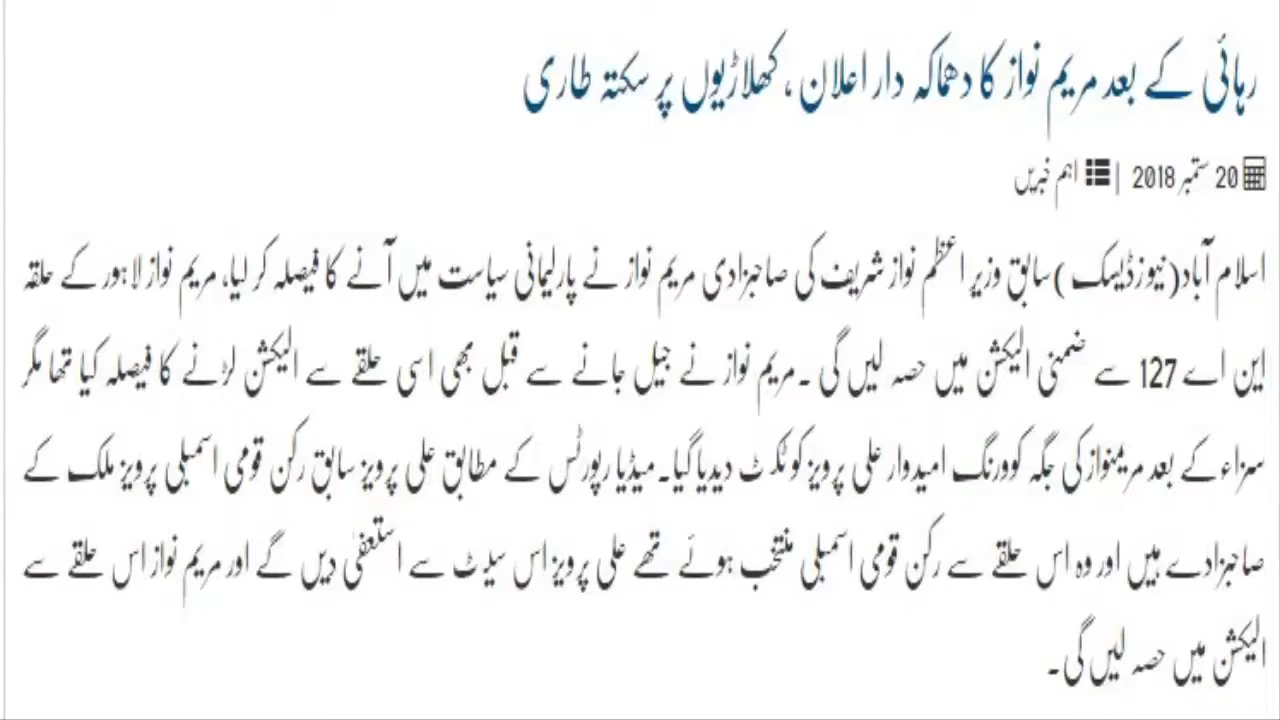 رہائی کے بعد مریم نواز کا دھماکہ دار اعلان ، کھلاڑیوں پر سکتہ طاری
20 ستمبر 2018 | اہم خبریں
اسلام آباد(نیوزڈیسک )سابق وزیر اعظم نواز شریف کی صاحبزادی مریم نواز نے پارلیمانی سیاست میں آنے کا فیصلہ کر لیا، مریم نواز لاہور کے حلقہ
این اے 127 سے ضمنی الیکشن میں حصہ لیں گی ۔مریم نواز نے جیل جانے سے قبل بھی اسی حلقے سے الیکشن لڑنے کا فیصلہ کیا تھا مگر
سزاء کے بعد مریمنواز کی جگہ کوورنگ امیدوار علی پرویز کو ٹکٹ دیدیا گیا۔میڈیا رپورٹس کے مطابق علی پرویز سابق رکن قومی اسمبلی پرویز ملک کے
صاحبزادے ہیں اور وہ اس حلقے سے رکن قومی اسمبلی منتخب ہوئے تھے علی پرویز اس سیٹ سے استعفیٰ دیں گے اور مریم نواز اس حلقے سے
الیکشن میں حصہ لیں گی۔